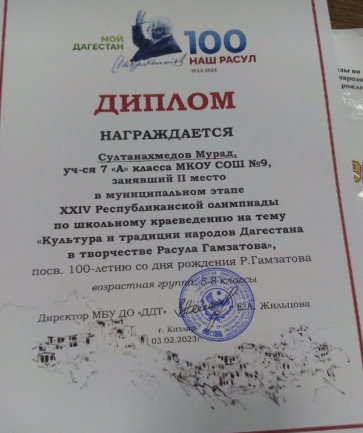 МОЙ
ДАГЕСТАН
100
НАШ РАСУЛ
1923-2023
ДИПЛОМ
НАГРАЖДАЕТСЯ
Султанахмедов Мурад,
уч-ся 7 «А» класса МКОУ СОШ №9,
занявший II место
в муниципальном этапе
XXIV Республиканской олимпиады
по школьному краеведению на тему
«Культура и традиции народов Дагестана
в творчестве Расула Гамзатова»,
посв. 100-летию со дня рождения Р.Гамзатова
возрастная группа: 5-8 классы
Директор МБУ ДО «ДДТ» Е.А. Жильцова
г. Кизляр
03.02.2023г